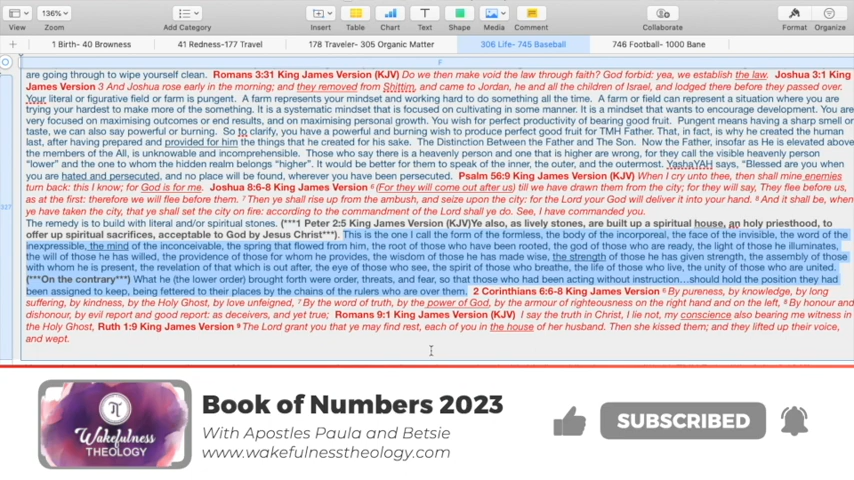 136%
View
Zoom
Add Category
Insert
Table
Chart
Text
Shape
Media
Comment
Collaborate
Format
Organize
1 Birth- 40 Browness
41 Redness-177 Travel
178 Traveler- 305 Organic Matter
306 Life- 745 Baseball
746 Football- 1000 Bane
F
are going through to wipe yourself clean. Romans 3:31 King James Version (KJV) Do we then make void the law through faith? God forbid: yea, we establish the law. Joshua 3:1 King
James Version 3 And Joshua rose early in the morning; and they removed from Shittim, and came to Jordan, he and all the children of Israel, and lodged there before they passed over.
Your literal or figurative field or farm is pungent. A farm represents your mindset and working hard to do something all the time. A farm or field can represent a situation where you are
trying your hardest to make more of the something. It is a systematic mindset that is focused on cultivating in some manner. It is a mindset that wants to encourage development. You are
very focused on maximising outcomes or end results, and on maximising output. You wish for perfective productivity of bearing good fruit. Pungent means having a sharp smell or
taste, we can also say powerful or burning. So to clarify, you have a powerful and burning wish to produce perfect good fruit for TMH Father. That, in fact, is why he created the human
last, after having prepared and provided for him the things that he created for his sake. The Distinction Between the Father and The Son. Now the Father, insofar as He is elevated above
the members of the All, is unknowable and incomprehensible. Those who say there is a heavenly person and one that is higher are wrong, for they call the visible heavenly person
"lower" and the one to whom the hidden realm belongs "higher". It would be better for them to speak of the inner, the outer, and the outermost. YashaYAH says, "Blessed are you when
you are hated and persecuted, and no place will be found, wherever you have been persecuted. Psalm 56:9 King James Version (KJV) When I cry unto thee, then shall mine enemies
turn back: this I know; for God is for me. Joshua 8:6-8 King James Version 6 (For they will come out after us) till we have drawn them from the city; for they will say, They flee before us,
as at the first: therefore we will flee before them. 7 Then ye shall rise up from the ambush, and seize upon the city: for the Lord your God will deliver it into your hand. 8 And it shall be, when
ye have taken the city, that ye shall set the city on fire: according to the commandment of the Lord shall ye do. See, I have commanded you.
327
The remedy is to build with literal and/or spiritual stones. (***1 Peter 2:5 King James Version (KJV)Ye also, as lively stones, are built up a spiritual house, an holy priesthood, to
offer up spiritual sacrifices, acceptable to God by Jesus Christ***). This is the one I call the form of the formless, the body of the incorporeal, the face of the invisible, the word of the
inexpressible, the mind of the inconceivable, the spring that flowed from him, the root of those who have been rooted, the god of those who are ready, the light of those he illuminates,
the will of those he has willed, the providence of those for whom he provides, the wisdom of those he has made wise, the strength of those he has given strength, the assembly of those
with whom he is present, the revelation of that which is out after, the eye of those who see, the spirit of those who breathe, the life of those who live, the unity of those who are united.
(***On the contrary***) What he (the lower order) brought forth were order, threats, and fear, so that those who had been acting without instruction...should hold the position they had
been assigned to keep, being fettered to their places by the chains of the rulers who are over them. 2 Corinthians 6:6-8 King James Version 6 By pureness, by knowledge, by long
suffering, by kindness, by the Holy Ghost, by love unfeigned, 7 By the word of truth, by the power of God, by the armour of righteousness on the right hand and on the left, 8 By honour and
dishonour, by evil report and good report: as deceivers, and yet true; Romans 9:1 King James Version (KJV) I say the truth in Christ, I lie not, my conscience also bearing me witness in
the Holy Ghost, Ruth 1:9 King James Version 9 The Lord grant you that ye may find rest, each of you in the house of her husband. Then she kissed them; and they lifted up their voice,
and wept.
Wakefulness
THEOLOGY
Book of Numbers 2023
With Apostles Paula and Betsie
www.wakefulnesstheology.com
SUBSCRIBED